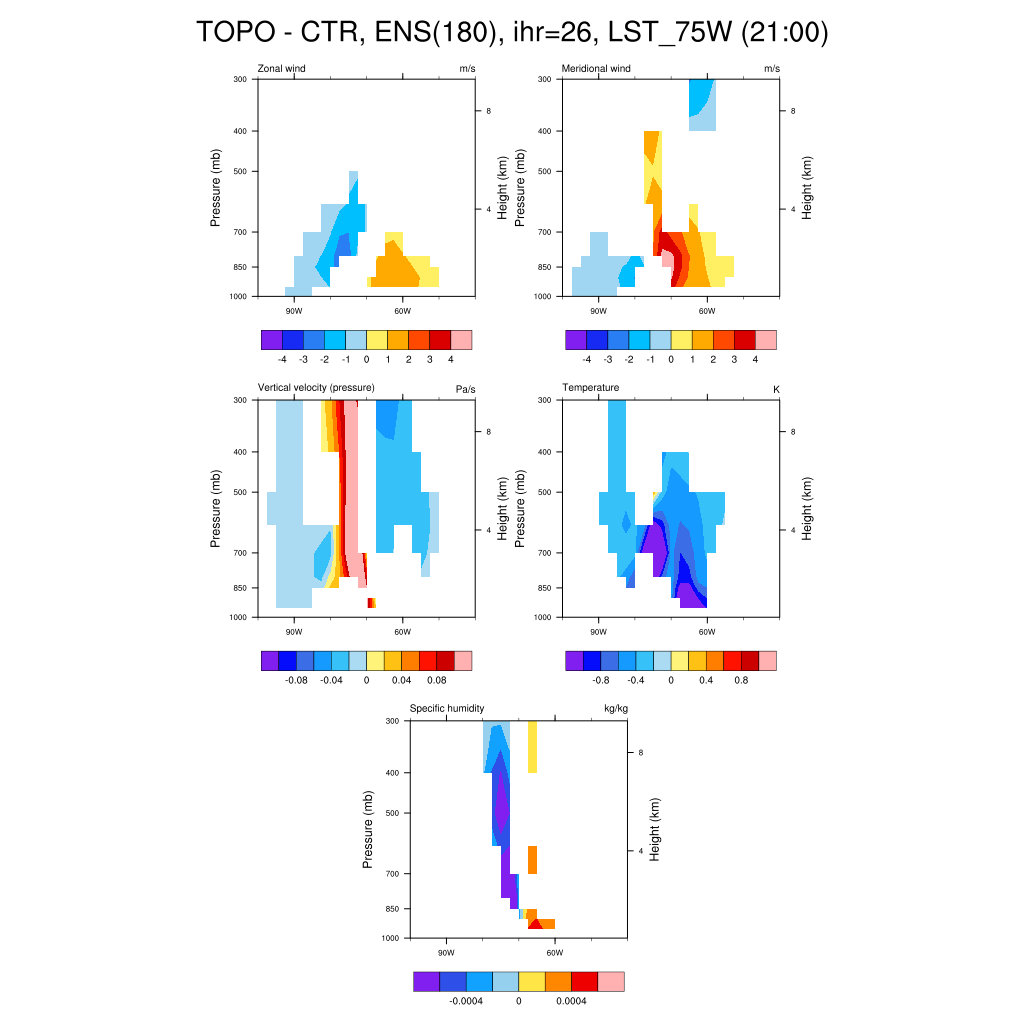 TOPO - CTR, ENS(180), ihr=26, LST_75W (21:00)
Zonal wind m/s
300
400
500
700
850
1000
Pressure (mb)
8
4
Height (km)
90W 60W
-4 -3 -2 -1 0 1 2 3 4
Meridional wind m/s
300
400
500
700
850
1000
Pressure (mb)
8
4
Height (km)
90W 60W
-4 -3 -2 -1 0 1 2 3 4
Vertical velocity (pressure) Pa/s
300
400
500
700
850
1000
Pressure (mb)
8
4
Height (km)
90W 60W
-0.08 -0.04 0 0.04 0.08
Temperature K
300
400
500
700
850
1000
Pressure (mb)
8
4
Height (km)
90W 60W
-0.8 -0.4 0 0.4 0.8
Specific humidity kg/kg
300
400
500
700
850
1000
Pressure (mb)
8
4
Height (km)
90W 60W
-0.0004 0 0.0004